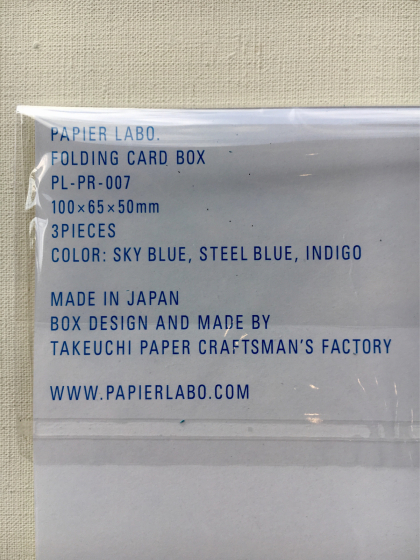 PAPIER LABO.
FOLDING CARD BOX
PL-PR-007
100×65×50mm
3PIECES
COLOR: SKY BLUE, STEEL BLUE, INDIGO
MADE IN JAPAN
BOX DESIGN AND MADE BY
TAKEUCHI PAPER CRAFTSMAN'S FACTORY
WWW.PAPIERLABO.COM